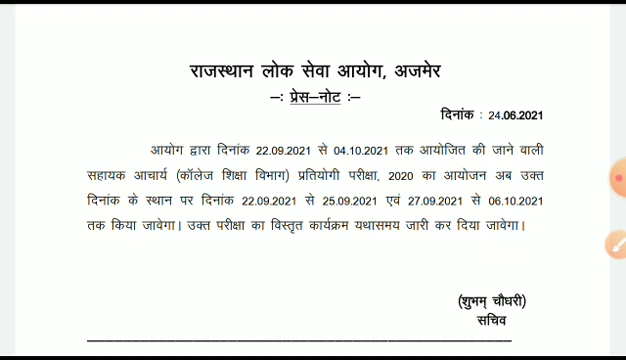 राजस्थान लोक सेवा आयोग, अजमेर
–: प्रेस–नोट :–
दिनांक : 24.06.2021
आयोग द्वारा दिनांक 22.09.2021 से 04.10.2021 तक आयोजित की जाने वाली
सहायक आचार्य (कॉलेज शिक्षा विभाग) प्रतियोगी परीक्षा, 2020 का आयोजन अब उक्त
दिनांक के स्थान पर दिनांक 22.09.2021 से 25.09.2021 एवं 27.09.2021 से 06.10.2021
तक किया जावेगा। उक्त परीक्षा का विस्तृत कार्यक्रम यथासमय जारी कर दिया जावेगा।
(शुभम् चौधरी)
सचिव